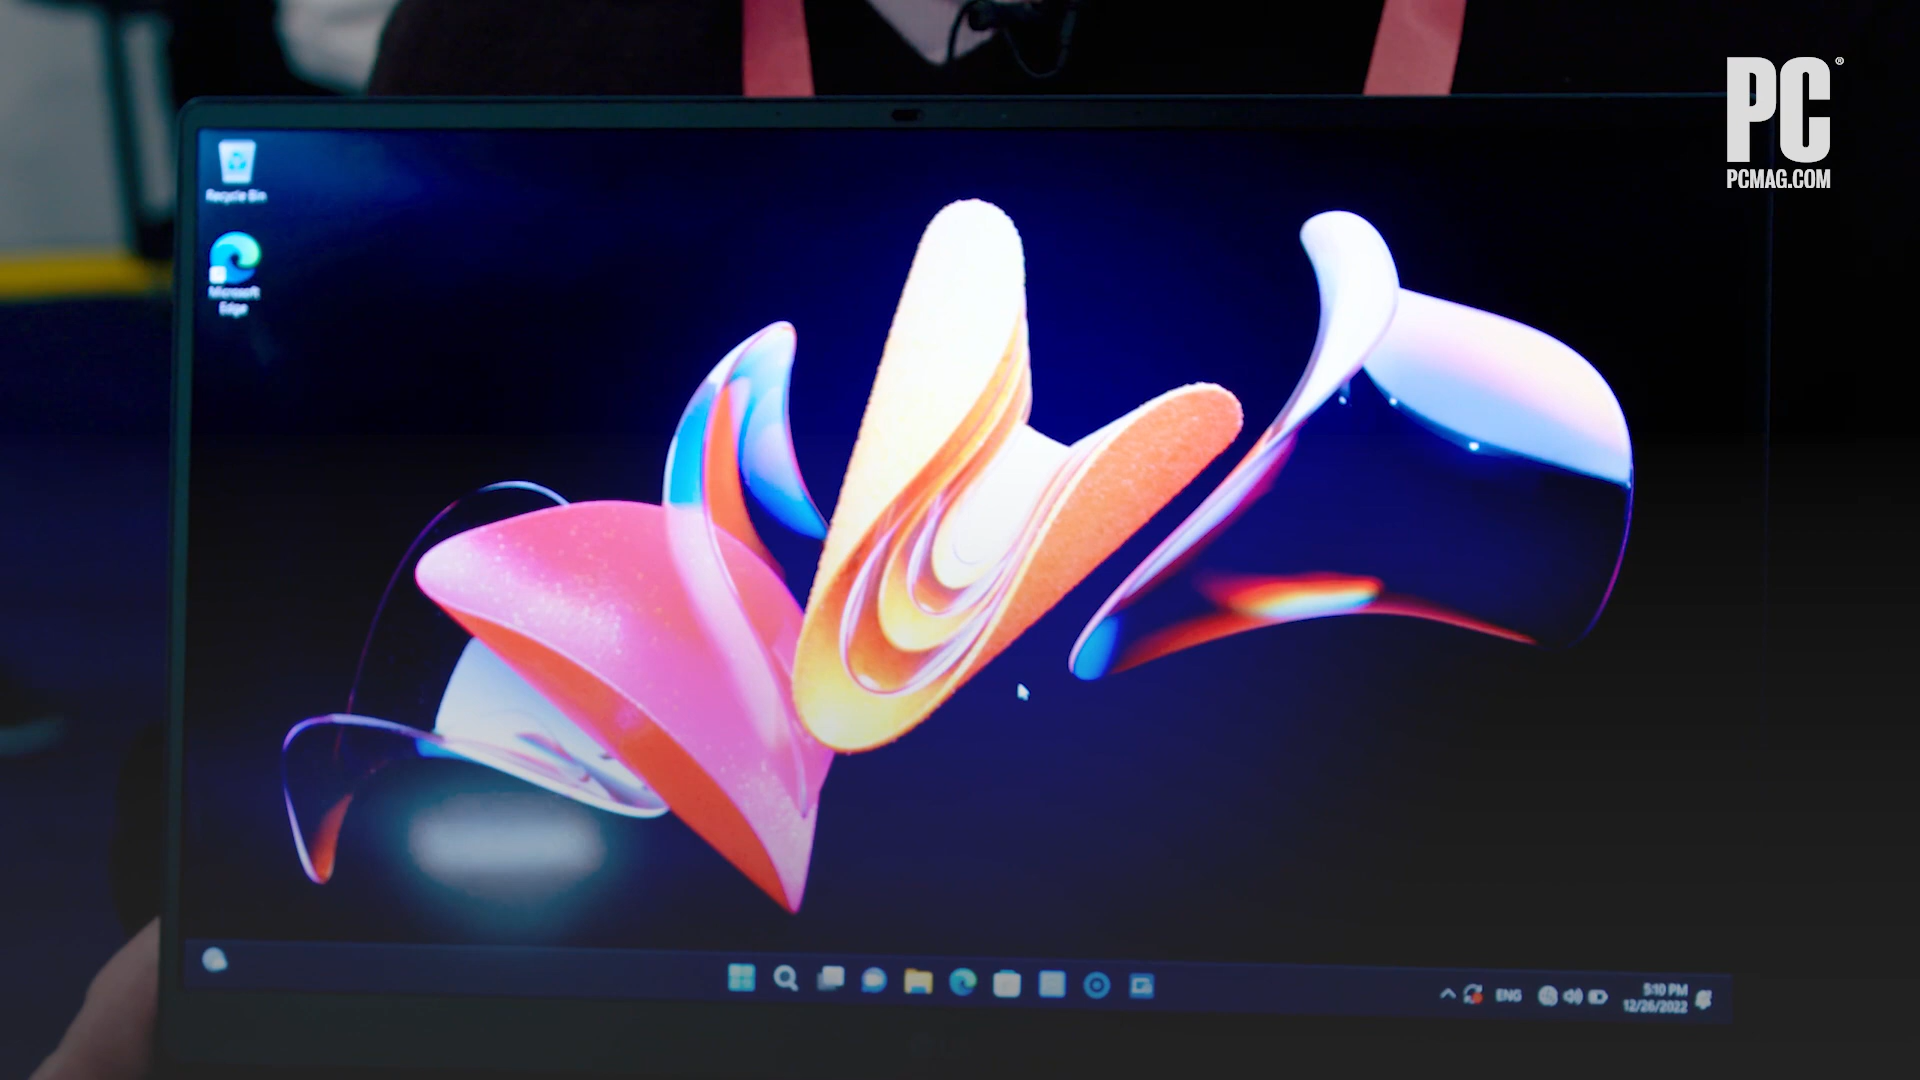 PC®
PCMAG.COM
Recycle Bin
Microsoft
Edge
ENG
5:10 PM
12/26/2022